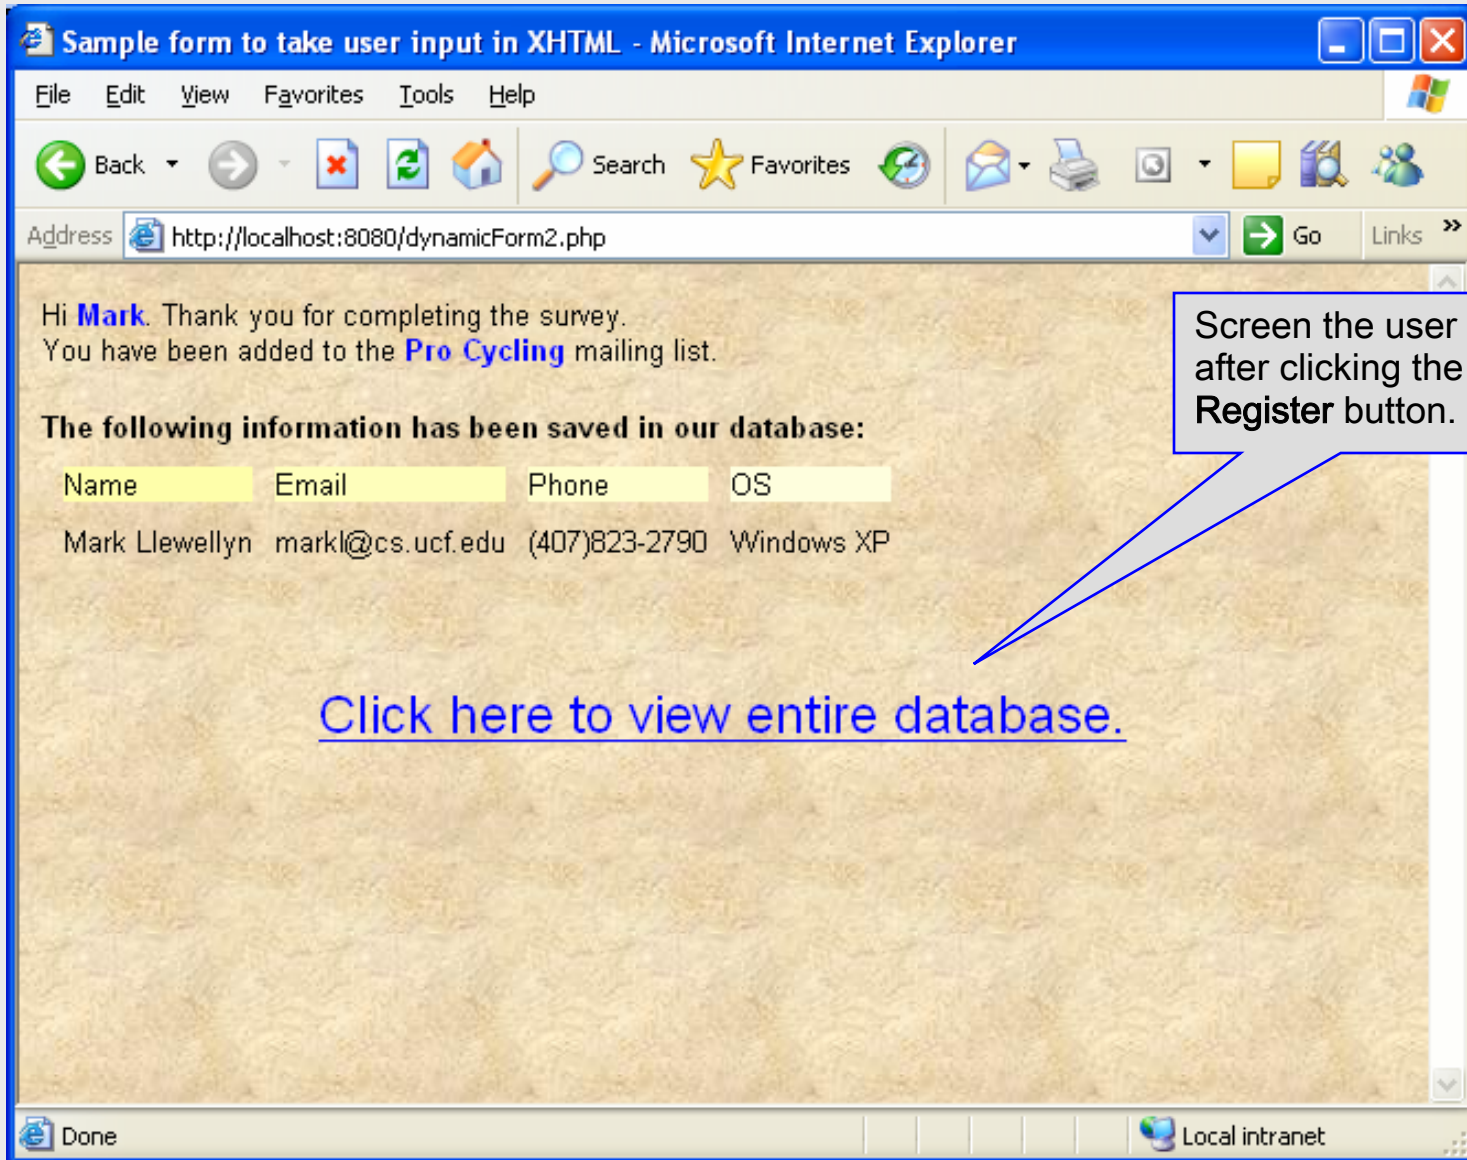 Sample form to take user input in XHTML - Microsoft Internet Explorer
File Edit View Favorites Tools Help
Back Search Favorites
Address http://localhost:8080/dynamicForm2.php Go Links »
Hi Mark. Thank you for completing the survey.
You have been added to the Pro Cycling mailing list.
Screen the user
after clicking the
Register button.
The following information has been saved in our database:
Name Email Phone OS
Mark Llewellyn markl@cs.ucf.edu (407)823-2790 Windows XP
Click here to view entire database.
Done Local intranet